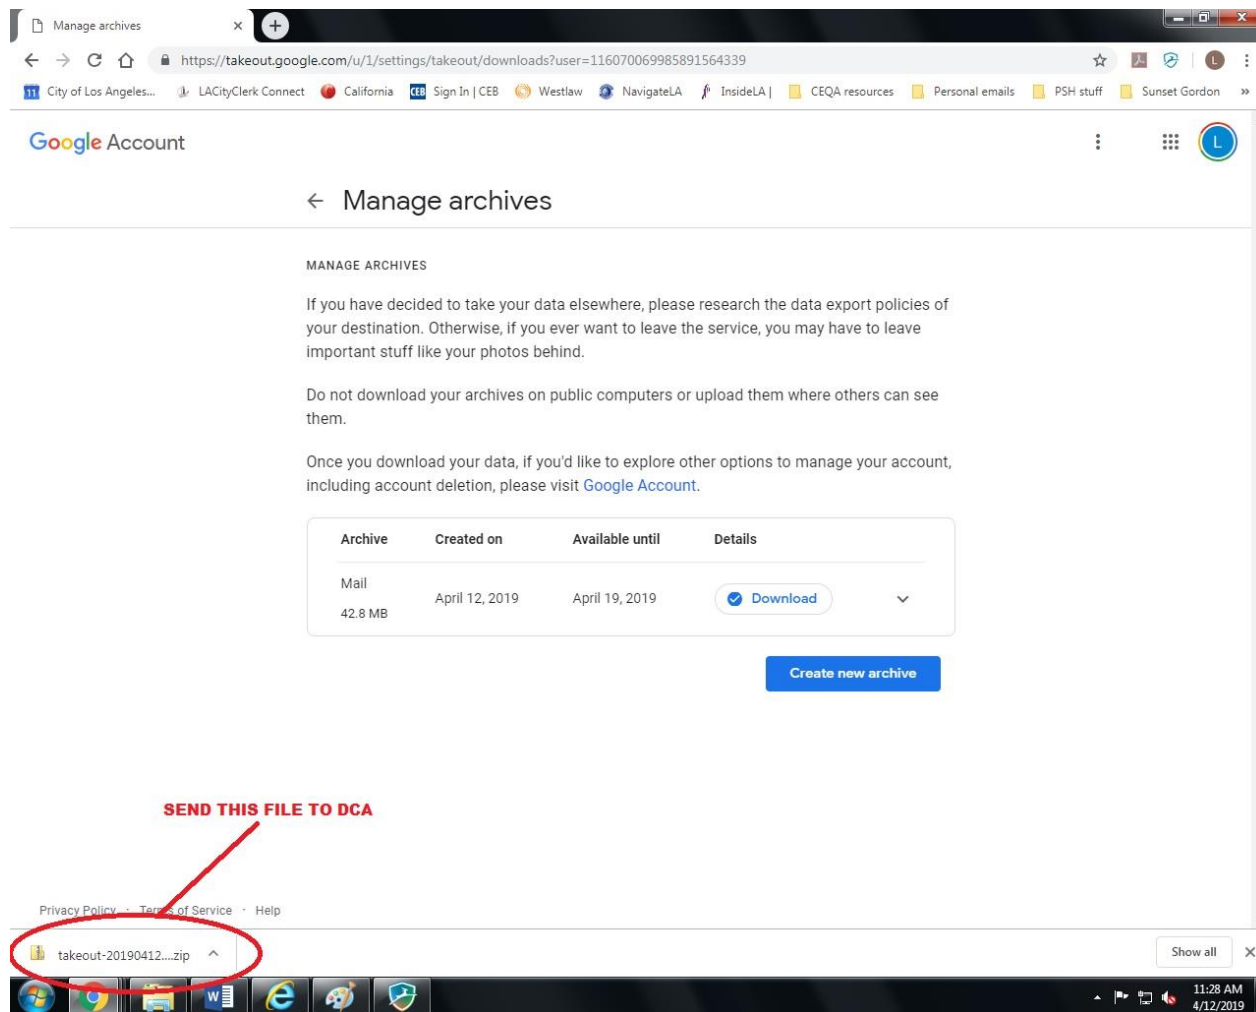 Manage archives
https://takeout.google.com/u/1/settings/takeout/downloads?user=116070069985891564339
11 City of Los Angeles... LACityClerk Connect California CEB Sign In | CEB Westlaw NavigateLA InsideLA | CEQA resources Personal emails PSH stuff Sunset Gordon »
Google Account
L
Manage archives
MANAGE ARCHIVES
If you have decided to take your data elsewhere, please research the data export policies of
your destination. Otherwise, if you ever want to leave the service, you may have to leave
important stuff like your photos behind.
Do not download your archives on public computers or upload them where others can see
them.
Once you download your data, if you'd like to explore other options to manage your account,
including account deletion, please visit Google Account.
Archive Created on Available until Details
Mail
42.8 MB
April 12, 2019 April 19, 2019 Download
Create new archive
SEND THIS FILE TO DCA
Privacy Policy · Terms of Service · Help
takeout-20190412....zip
Show all
11:28 AM
4/12/2019